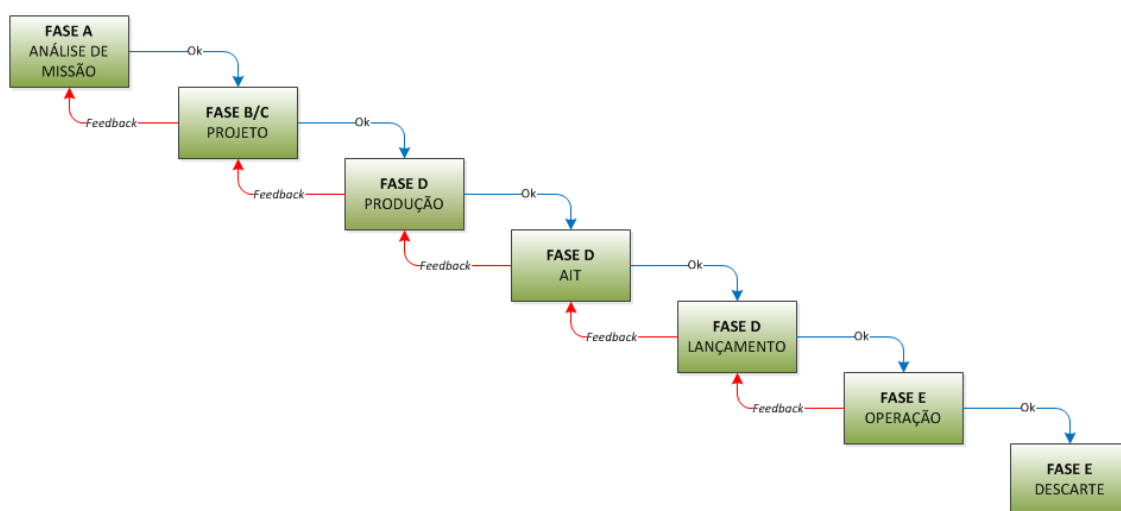 FASE A
ANÁLISE DE
MISSÃO
Ok
Feedback
FASE B/C
PROJETO
Ok
Feedback
FASE D
PRODUÇÃO
Ok
Feedback
FASE D
AIT
Ok
Feedback
FASE D
LANÇAMENTO
Ok
Feedback
FASE E
OPERAÇÃO
Ok
FASE E
DESCARTE